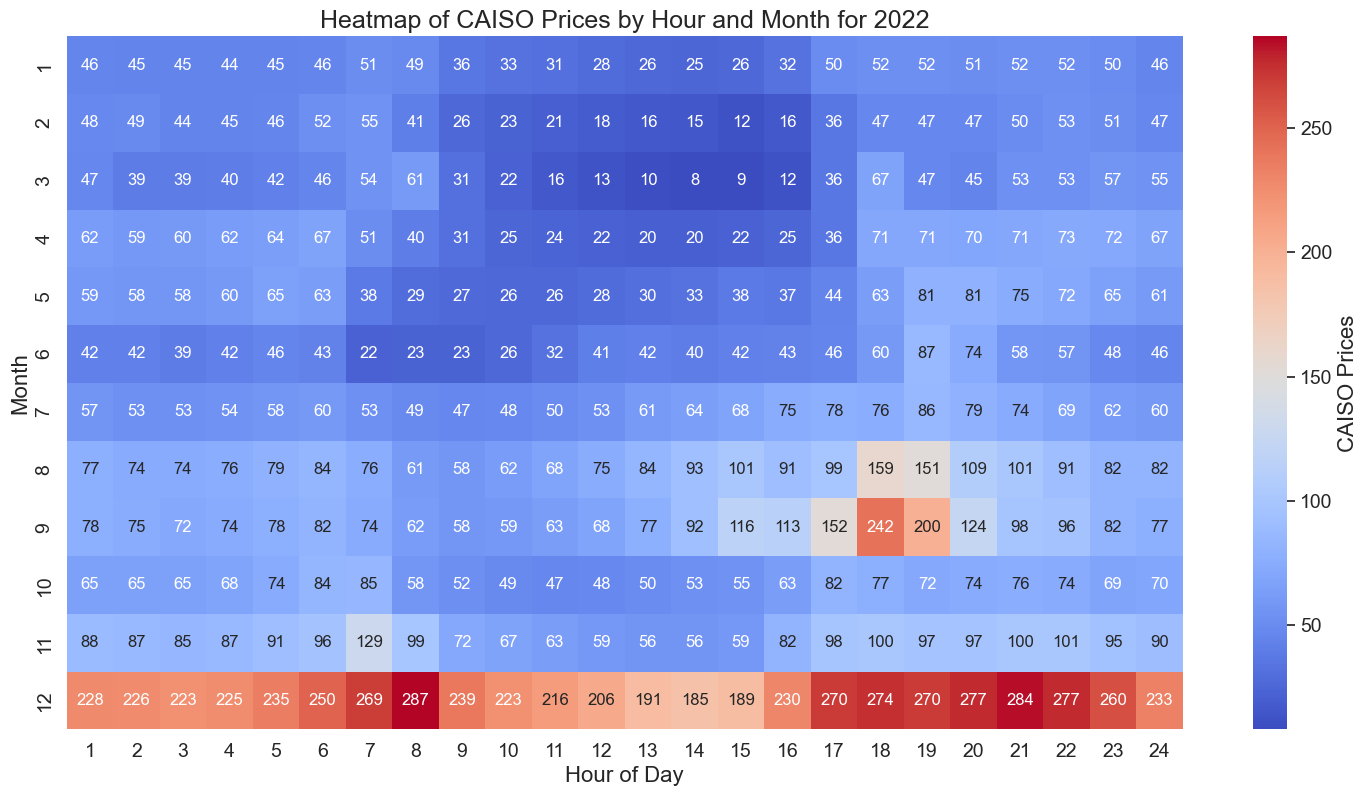 Heatmap of CAISO Prices by Hour and Month for 2022
1 46 45 45 44 45 46 51 49 36 33 31 28 26 25 26 32 50 52 52 51 52 52 50 46
2 48 49 44 45 46 52 55 41 26 23 21 18 16 15 12 16 36 47 47 47 50 53 51 47
3 47 39 39 40 42 46 54 61 31 22 16 13 10 8 9 12 36 67 47 45 53 53 57 55
4 62 59 60 62 64 67 51 40 31 25 24 22 20 20 22 25 36 71 71 70 71 73 72 67
5 59 58 58 60 65 63 38 29 27 26 26 28 30 33 38 37 44 63 81 81 75 72 65 61
6 42 42 39 42 46 43 22 23 23 26 32 41 42 40 42 43 46 60 87 74 58 57 48 46
7 57 53 53 54 58 60 53 49 47 48 50 53 61 64 68 75 78 76 86 79 74 69 62 60
8 77 74 74 76 79 84 76 61 58 62 68 75 84 93 101 91 99 159 151 109 101 91 82 82
9 78 75 72 74 78 82 74 62 58 59 63 68 77 92 116 113 152 242 200 124 98 96 82 77
10 65 65 65 68 74 84 85 58 52 49 47 48 50 53 55 63 82 77 72 74 76 74 69 70
11 88 87 85 87 91 96 129 99 72 67 63 59 56 56 59 82 98 100 97 97 100 101 95 90
12 228 226 223 225 235 250 269 287 239 223 216 206 191 185 189 230 270 274 270 277 284 277 260 233
1 2 3 4 5 6 7 8 9 10 11 12 13 14 15 16 17 18 19 20 21 22 23 24
Hour of Day
Month
250
200
150
100
50
CAISO Prices